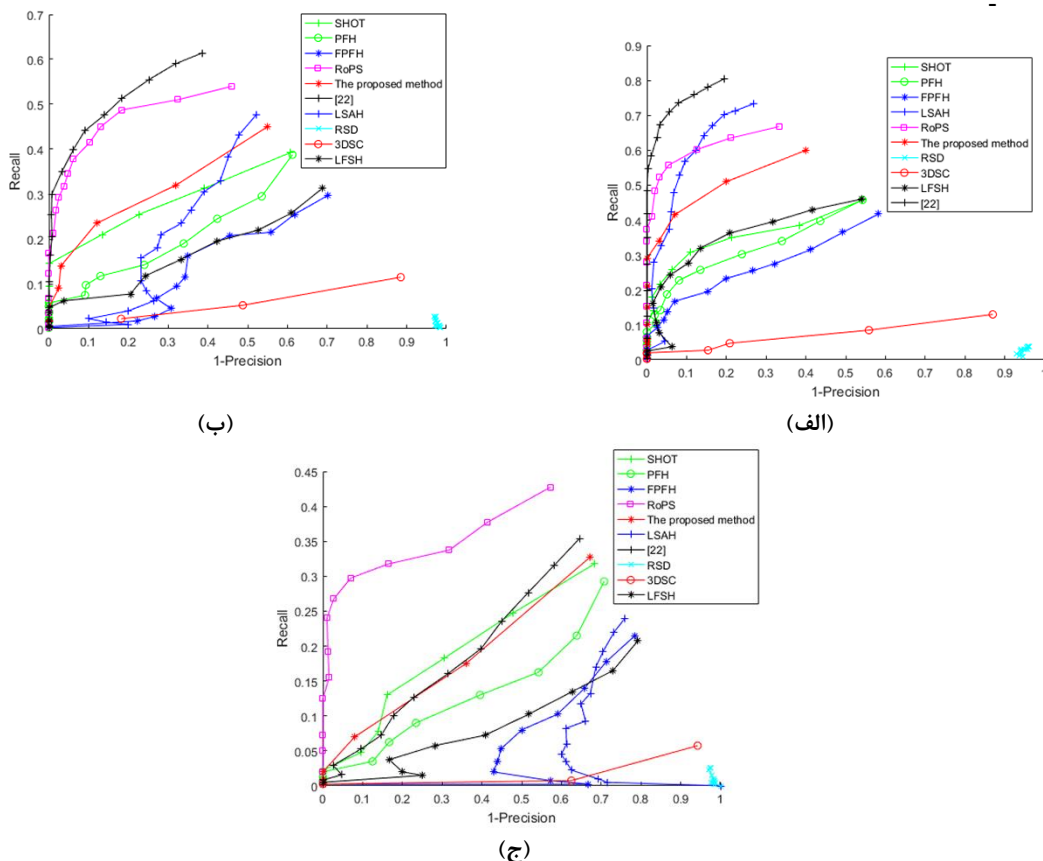 0.7
0.6
0.5
0.4
0.3
0.2
0.1
0
Recall
0 0.1 0.2 0.3 0.4 0.5 0.6 0.7 0.8 0.9 1
1-Precision
SHOT
PFH
FPFH
RoPS
The proposed method
[22]
LSAH
RSD
3DSC
LFSH
(ب)
0.9
0.8
0.7
0.6
0.5
0.4
0.3
0.2
0.1
0
Recall
0 0.1 0.2 0.3 0.4 0.5 0.6 0.7 0.8 0.9 1
1-Precision
SHOT
PFH
FPFH
LSAH
RoPS
The proposed method
RSD
3DSC
LFSH
[22]
(الف)
0.45
0.4
0.35
0.3
0.25
0.2
0.15
0.1
0.05
0
Recall
0 0.1 0.2 0.3 0.4 0.5 0.6 0.7 0.8 0.9 1
1-Precision
SHOT
PFH
FPFH
RoPS
The proposed method
LSAH
[22]
RSD
3DSC
LFSH
(ج)